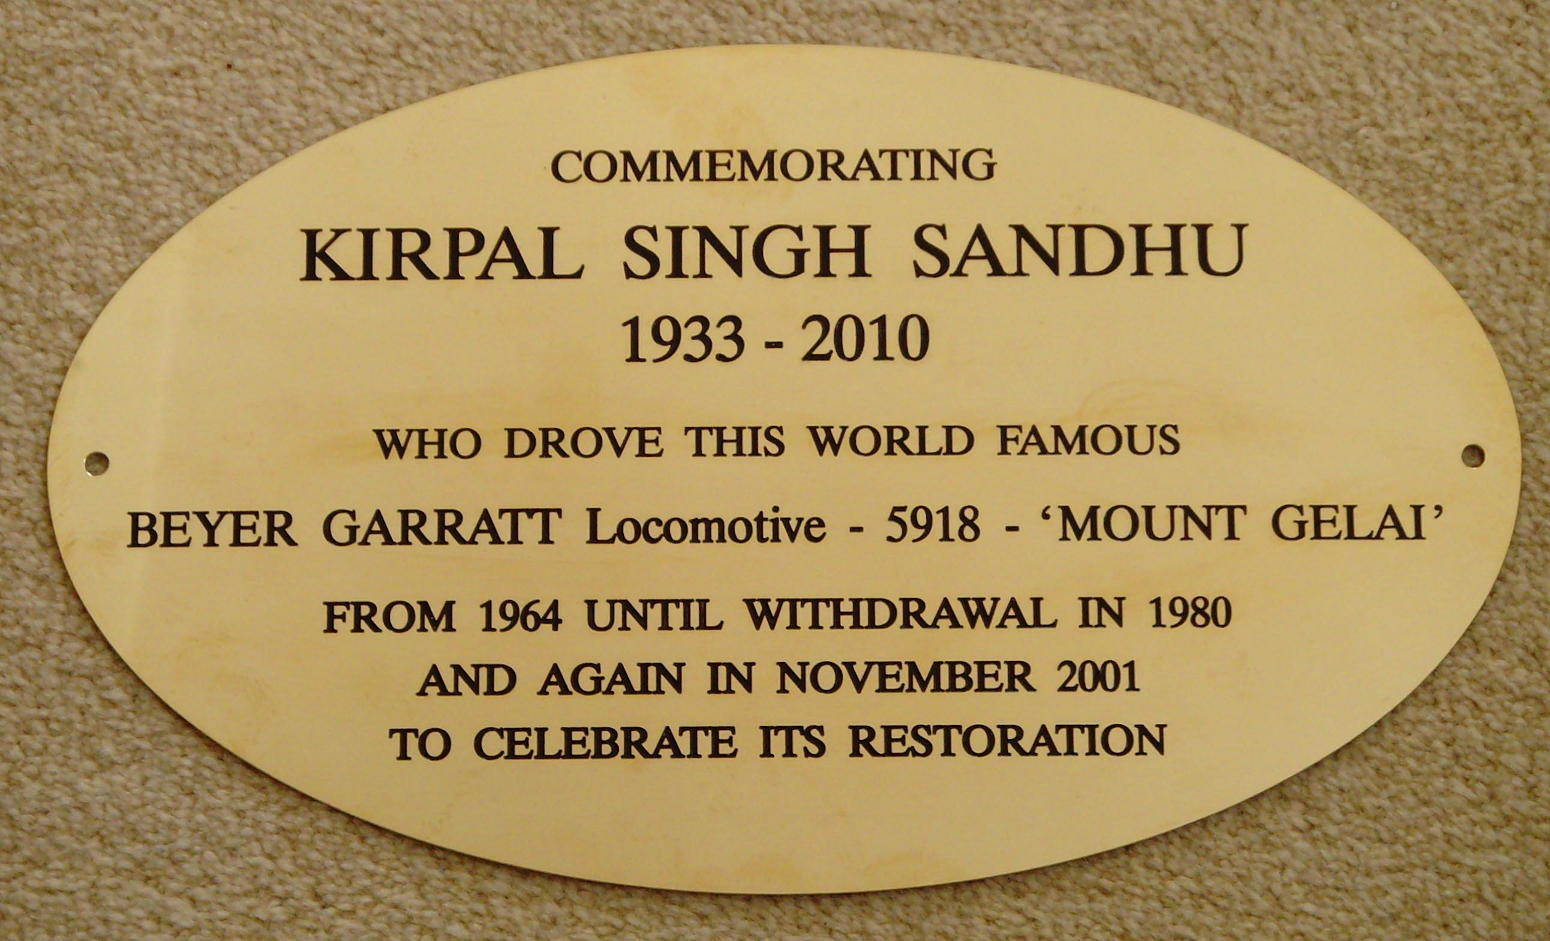 COMMEMORATING
KIRPAL SINGH SANDHU
1933 - 2010
WHO DROVE THIS WORLD FAMOUS
BEYER GARRATT Locomotive - 5918 - ‘MOUNT GELAI’
FROM 1964 UNTIL WITHDRAWAL IN 1980
AND AGAIN IN NOVEMBER 2001
TO CELEBRATE ITS RESTORATION